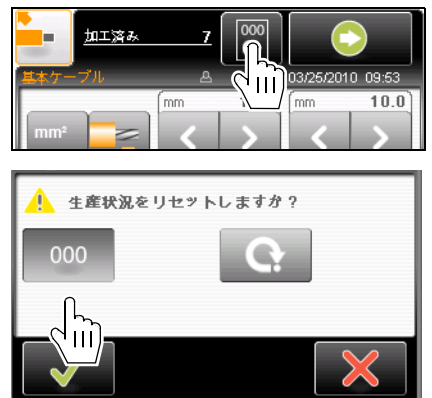 加工済み 7 000
基本ケーブル 03/25/2010 09:53
mm mm 10.0
mm²
生産状況をリセットしますか?
000